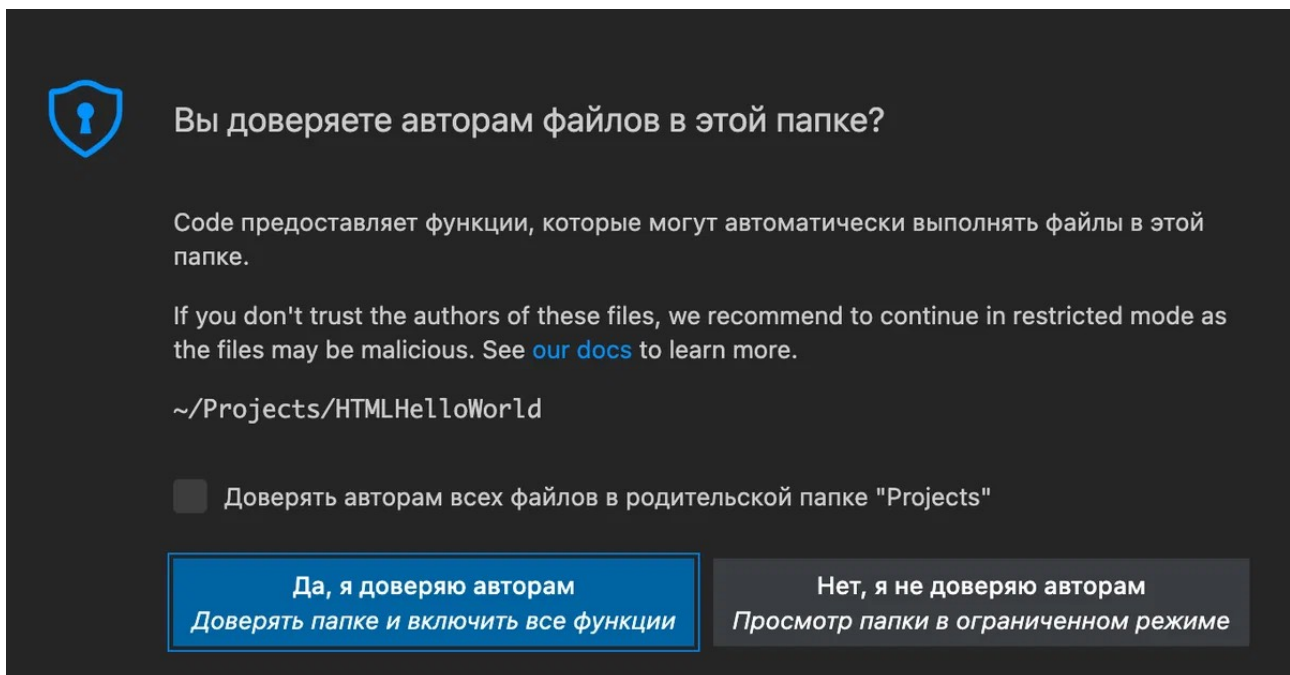 Вы доверяете авторам файлов в этой папке?
Code предоставляет функции, которые могут автоматически выполнять файлы в этой
папке.
If you don't trust the authors of these files, we recommend to continue in restricted mode as
the files may be malicious. See our docs to learn more.
~/Projects/HTMLHelloWorld
Доверять авторам всех файлов в родительской папке "Projects"
Да, я доверяю авторам
Доверять папке и включить все функции
Нет, я не доверяю авторам
Просмотр папки в ограниченном режиме